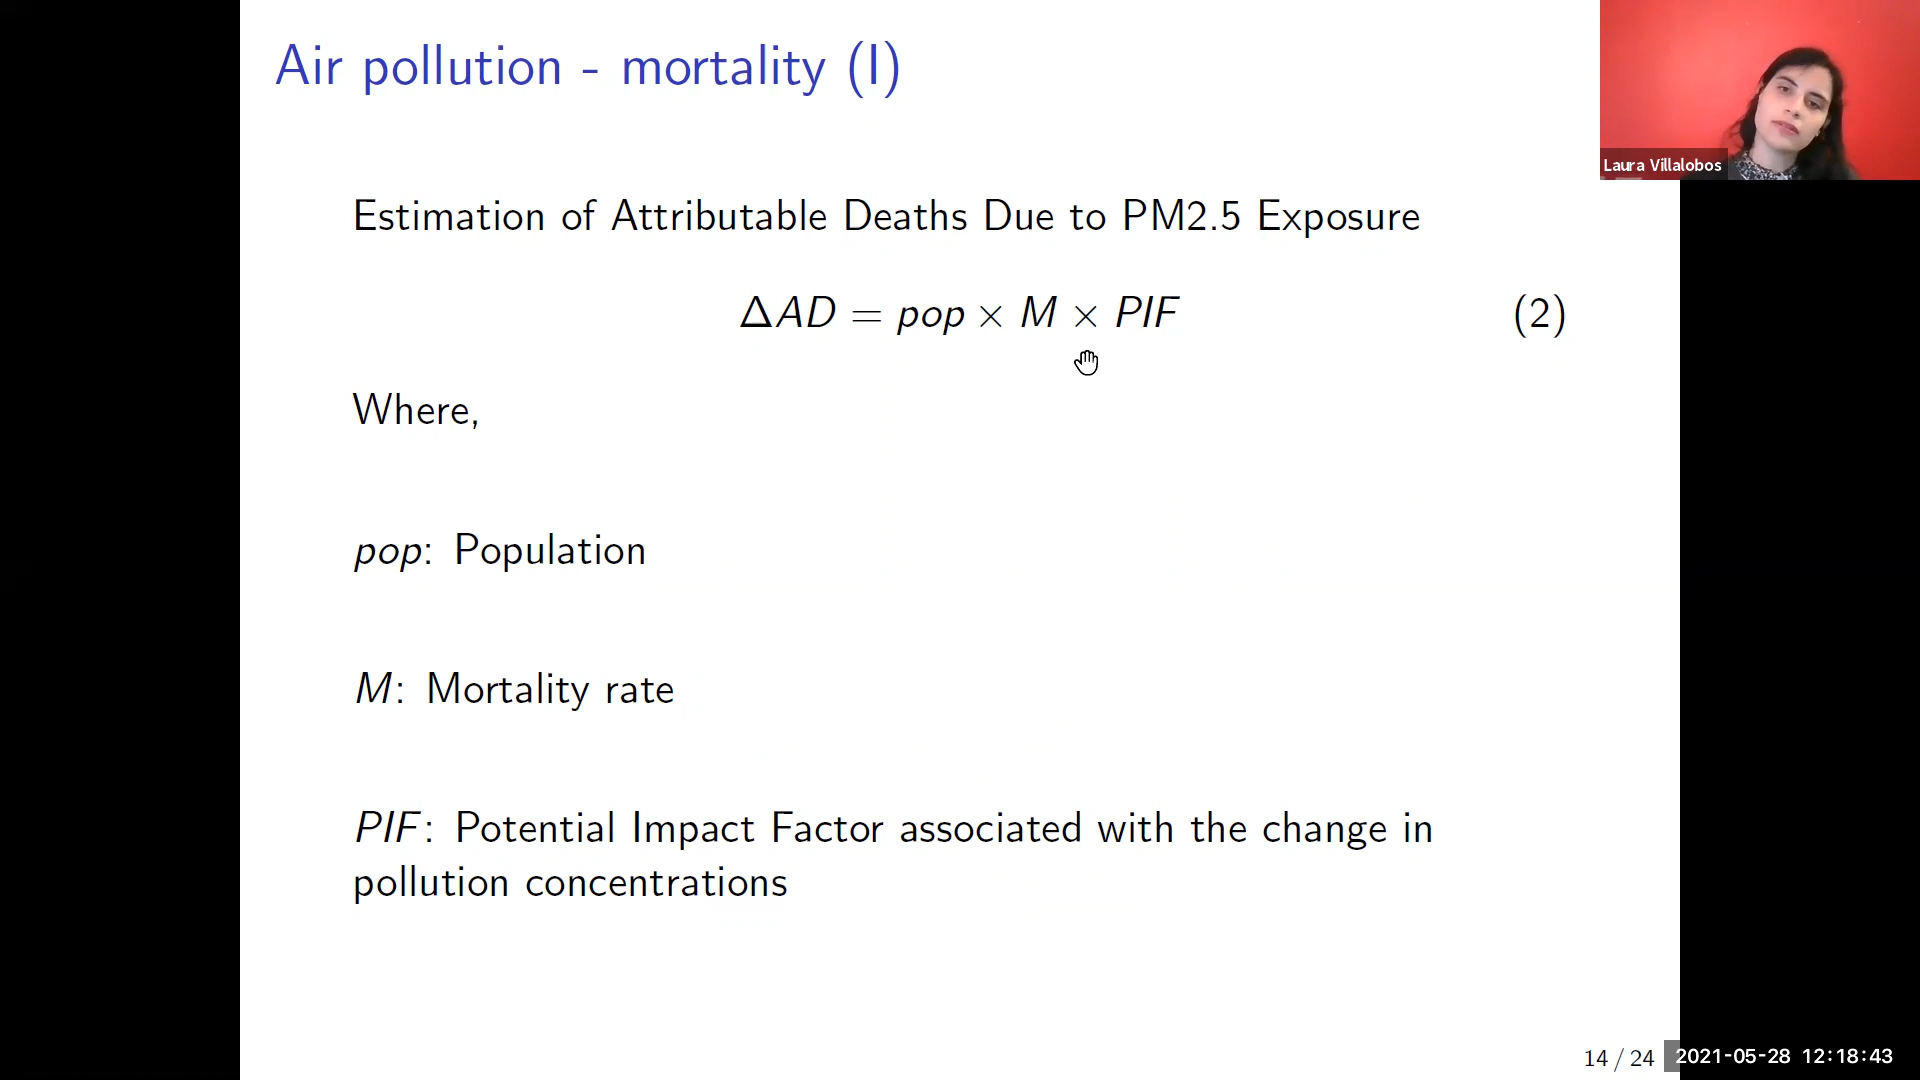 Air pollution - mortality (I)
Laura Villalobos
Estimation of Attributable Deaths Due to PM2.5 Exposure
ΔAD = pop × M × PIF (2)
Where,
pop: Population
M: Mortality rate
PIF: Potential Impact Factor associated with the change in
pollution concentrations
14 / 24
2021-05-28 12:18:43